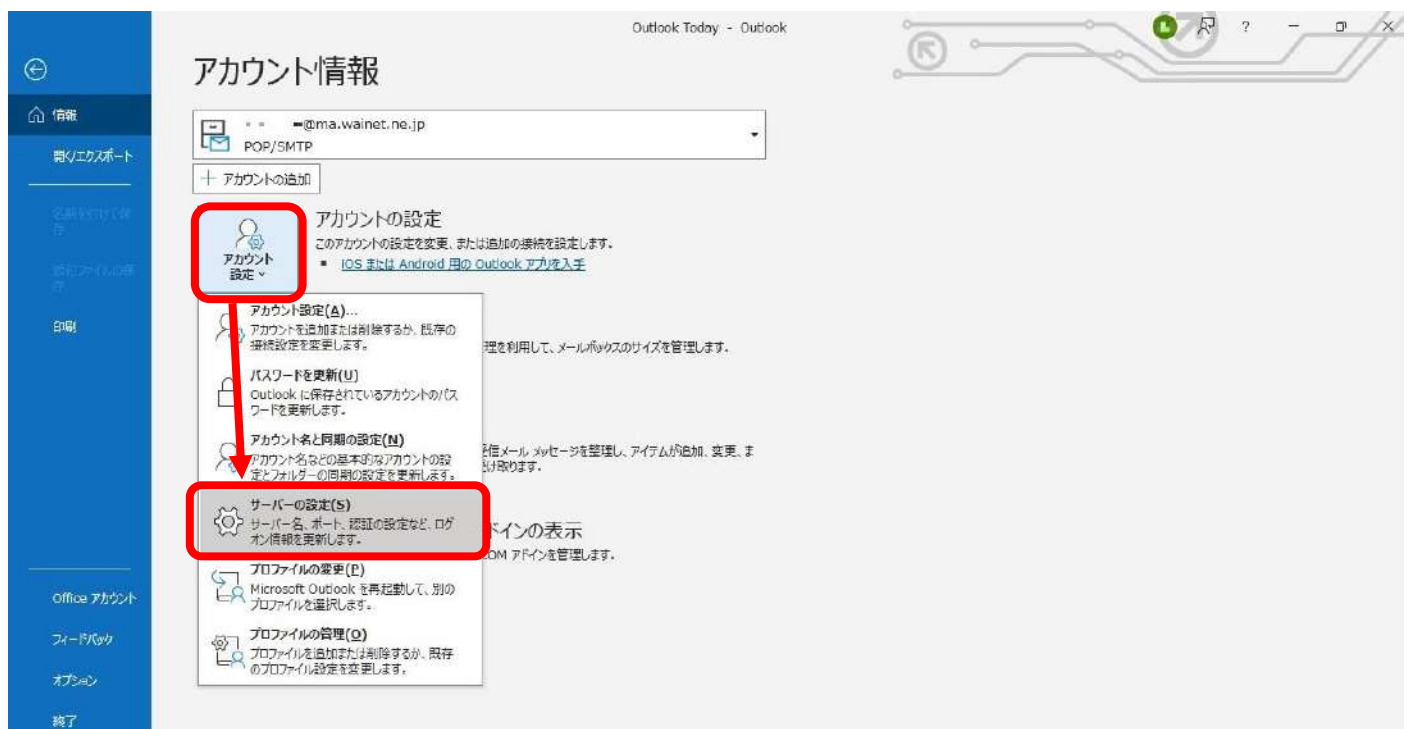 Outlook Today - Outlook
?
アカウント情報
情報
@ma.wainet.ne.jp
POP/SMTP
開く/エクスポート
アカウントの追加
名前を付けて保
存
添付ファイルの保
存
アカウントの設定
このアカウントの設定を変更、または追加の接続を設定します。
アカウント
設定
iOS または Android 用の Outlook アプリを入手
印刷
アカウント設定(A)...
アカウントを追加または削除するか、既存の
接続設定を変更します。
理を利用して、メールボックスのサイズを管理します。
パスワードを更新(U)
Outlook に保存されているアカウントのパス
ワードを更新します。
アカウント名と同期の設定(N)
アカウント名などの基本的なアカウントの設
定とフォルダーの同期の設定を更新します。
受信メール メッセージを整理し、アイテムが追加、変更、ま
け取ります。
サーバーの設定(S)
サーバー名、ポート、認証の設定など、ログ
オン情報を更新します。
ドインの表示
COM アドインを管理します。
プロファイルの変更(P)
Microsoft Outlook を再起動して、別の
プロファイルを選択します。
プロファイルの管理(O)
プロファイルを追加または削除するか、既存
のプロファイル設定を変更します。
Office アカウント
フィードバック
オプション
終了